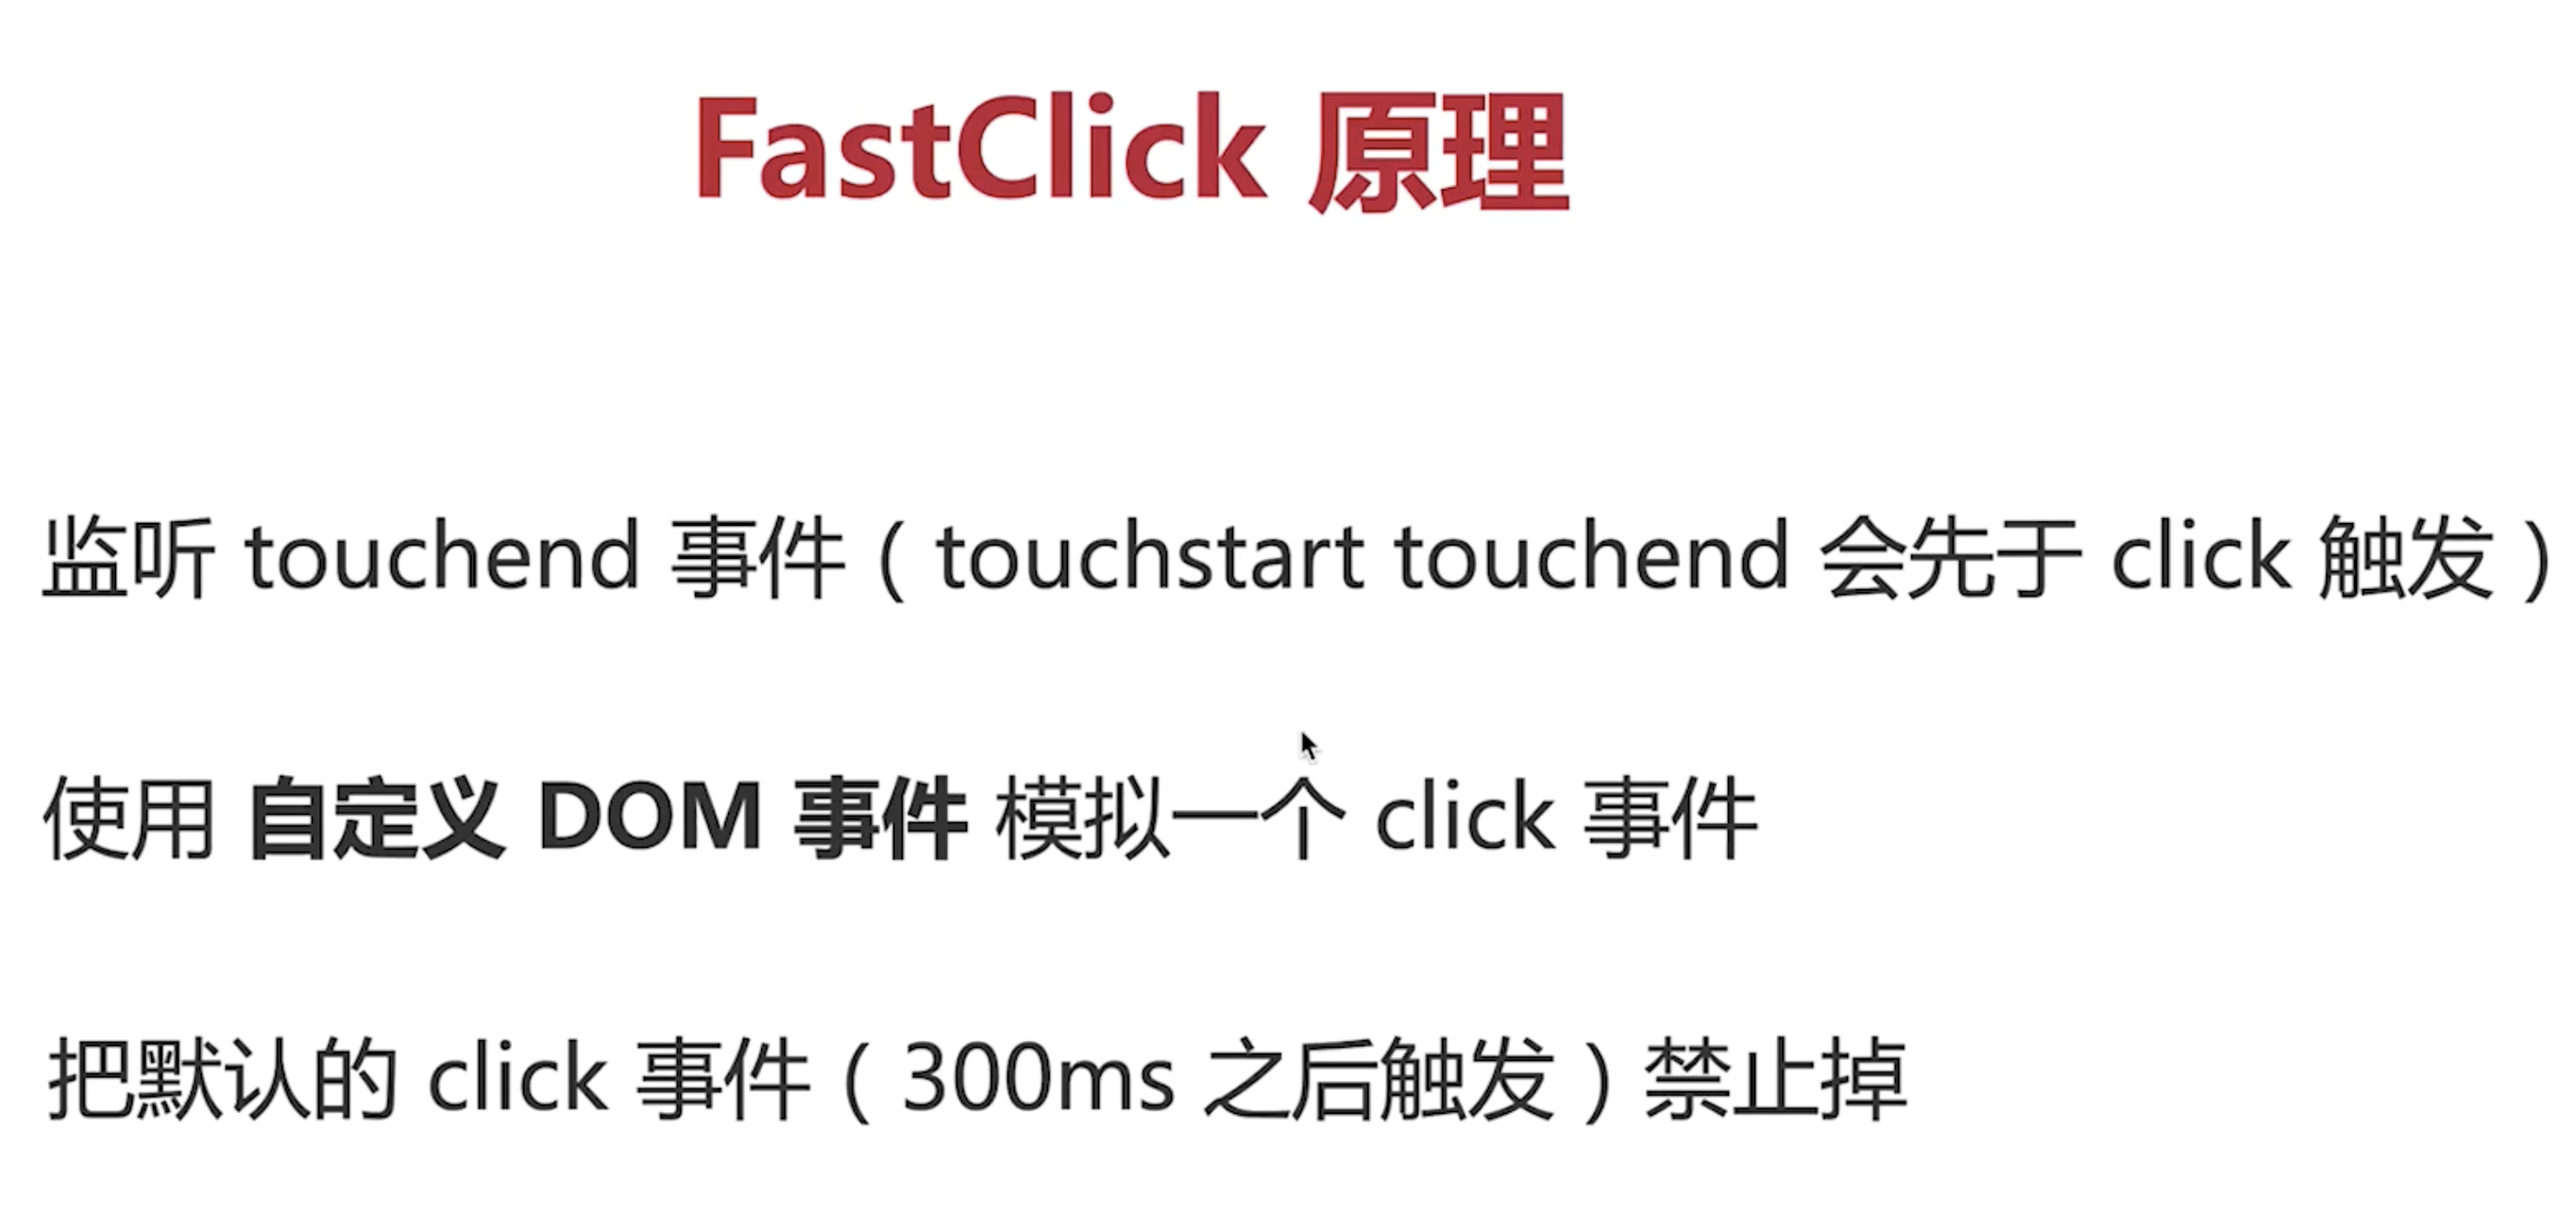 FastClick 原理
监听 touchend 事件（touchstart touchend 会先于 click 触发）
使用 自定义 DOM 事件 模拟一个 click 事件
把默认的 click 事件（300ms 之后触发）禁止掉